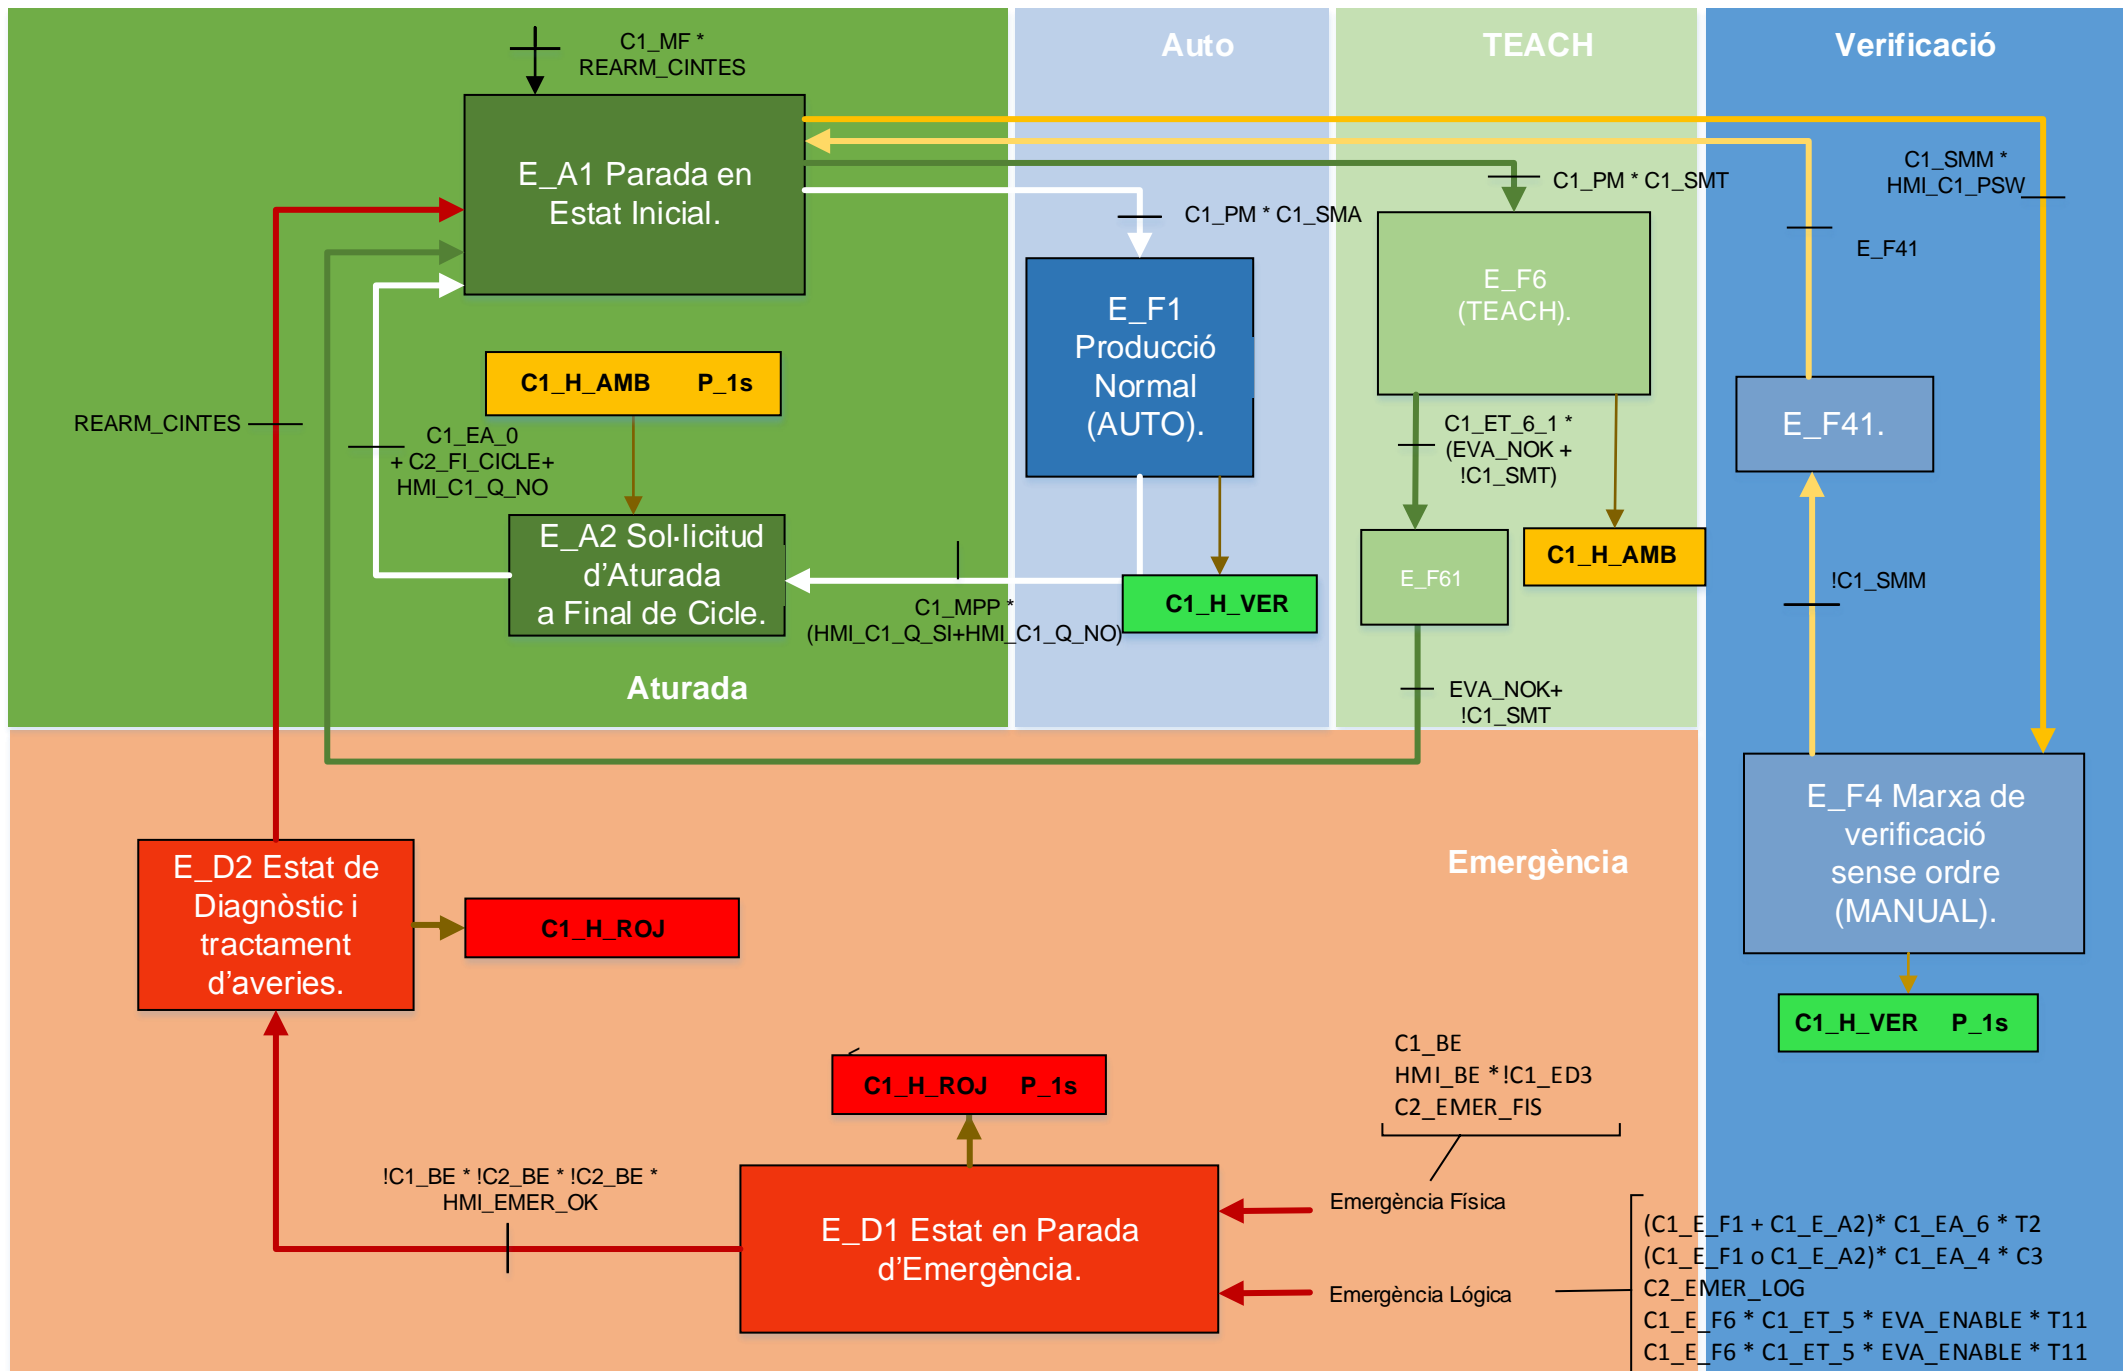 C1_MF *
REARM_CINTES
Auto
TEACH
Verificació
E_A1 Parada en
Estat Inicial.
C1_PM * C1_SMT
C1_SMM *
HMI_C1_PSW
C1_PM * C1_SMA
E_F41
E_F6
(TEACH).
E_F1
Producció
Normal
(AUTO).
C1_H_AMB P_1s
REARM_CINTES
C1_EA_0
+ C2_FI_CICLE+
HMI_C1_Q_NO
C1_ET_6_1 *
(EVA_NOK +
!C1_SMT)
E_F41.
E_A2 Sol·licitud
d’Aturada
a Final de Cicle.
C1_H_AMB
E_F61
!C1_SMM
C1_MPP *
(HMI_C1_Q_SI+HMI_C1_Q_NO)
C1_H_VER
Aturada
EVA_NOK+
!C1_SMT
E_F4 Marxa de
verificació
sense ordre
(MANUAL).
Emergència
E_D2 Estat de
Diagnòstic i
tractament
d’averies.
C1_H_ROJ
C1_H_VER P_1s
C1_BE
HMI_BE *!C1_ED3
C2_EMER_FIS
C1_H_ROJ P_1s
!C1_BE * !C2_BE * !C2_BE *
HMI_EMER_OK
E_D1 Estat en Parada
d’Emergència.
Emergència Física
Emergència Lógica
(C1_E_F1 + C1_E_A2)* C1_EA_6 * T2
(C1_E_F1 o C1_E_A2)* C1_EA_4 * C3
C2_EMER_LOG
C1_E_F6 * C1_ET_5 * EVA_ENABLE * T11
C1_E_F6 * C1_ET_5 * EVA_ENABLE * T11